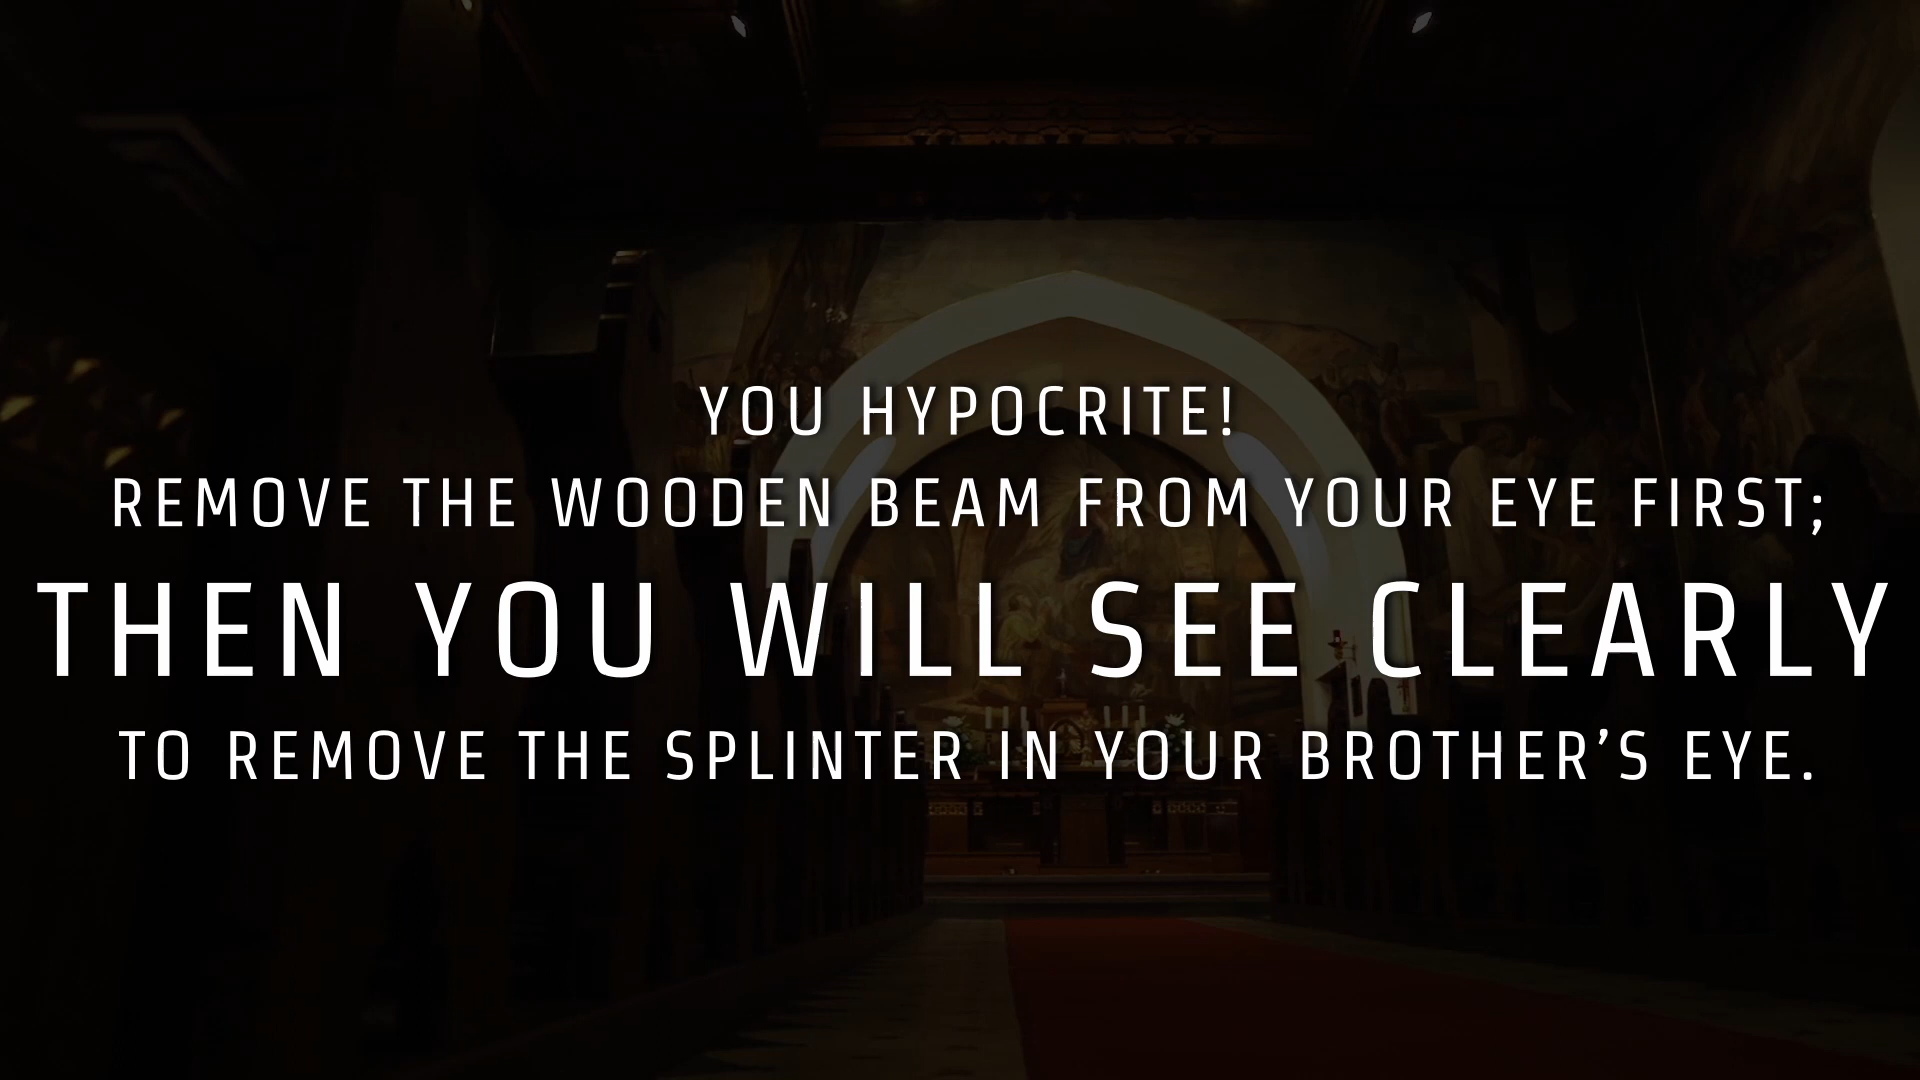 YOU HYPOCRITE!
REMOVE THE WOODEN BEAM FROM YOUR EYE FIRST;
THEN YOU WILL SEE CLEARLY
TO REMOVE THE SPLINTER IN YOUR BROTHER’S EYE.